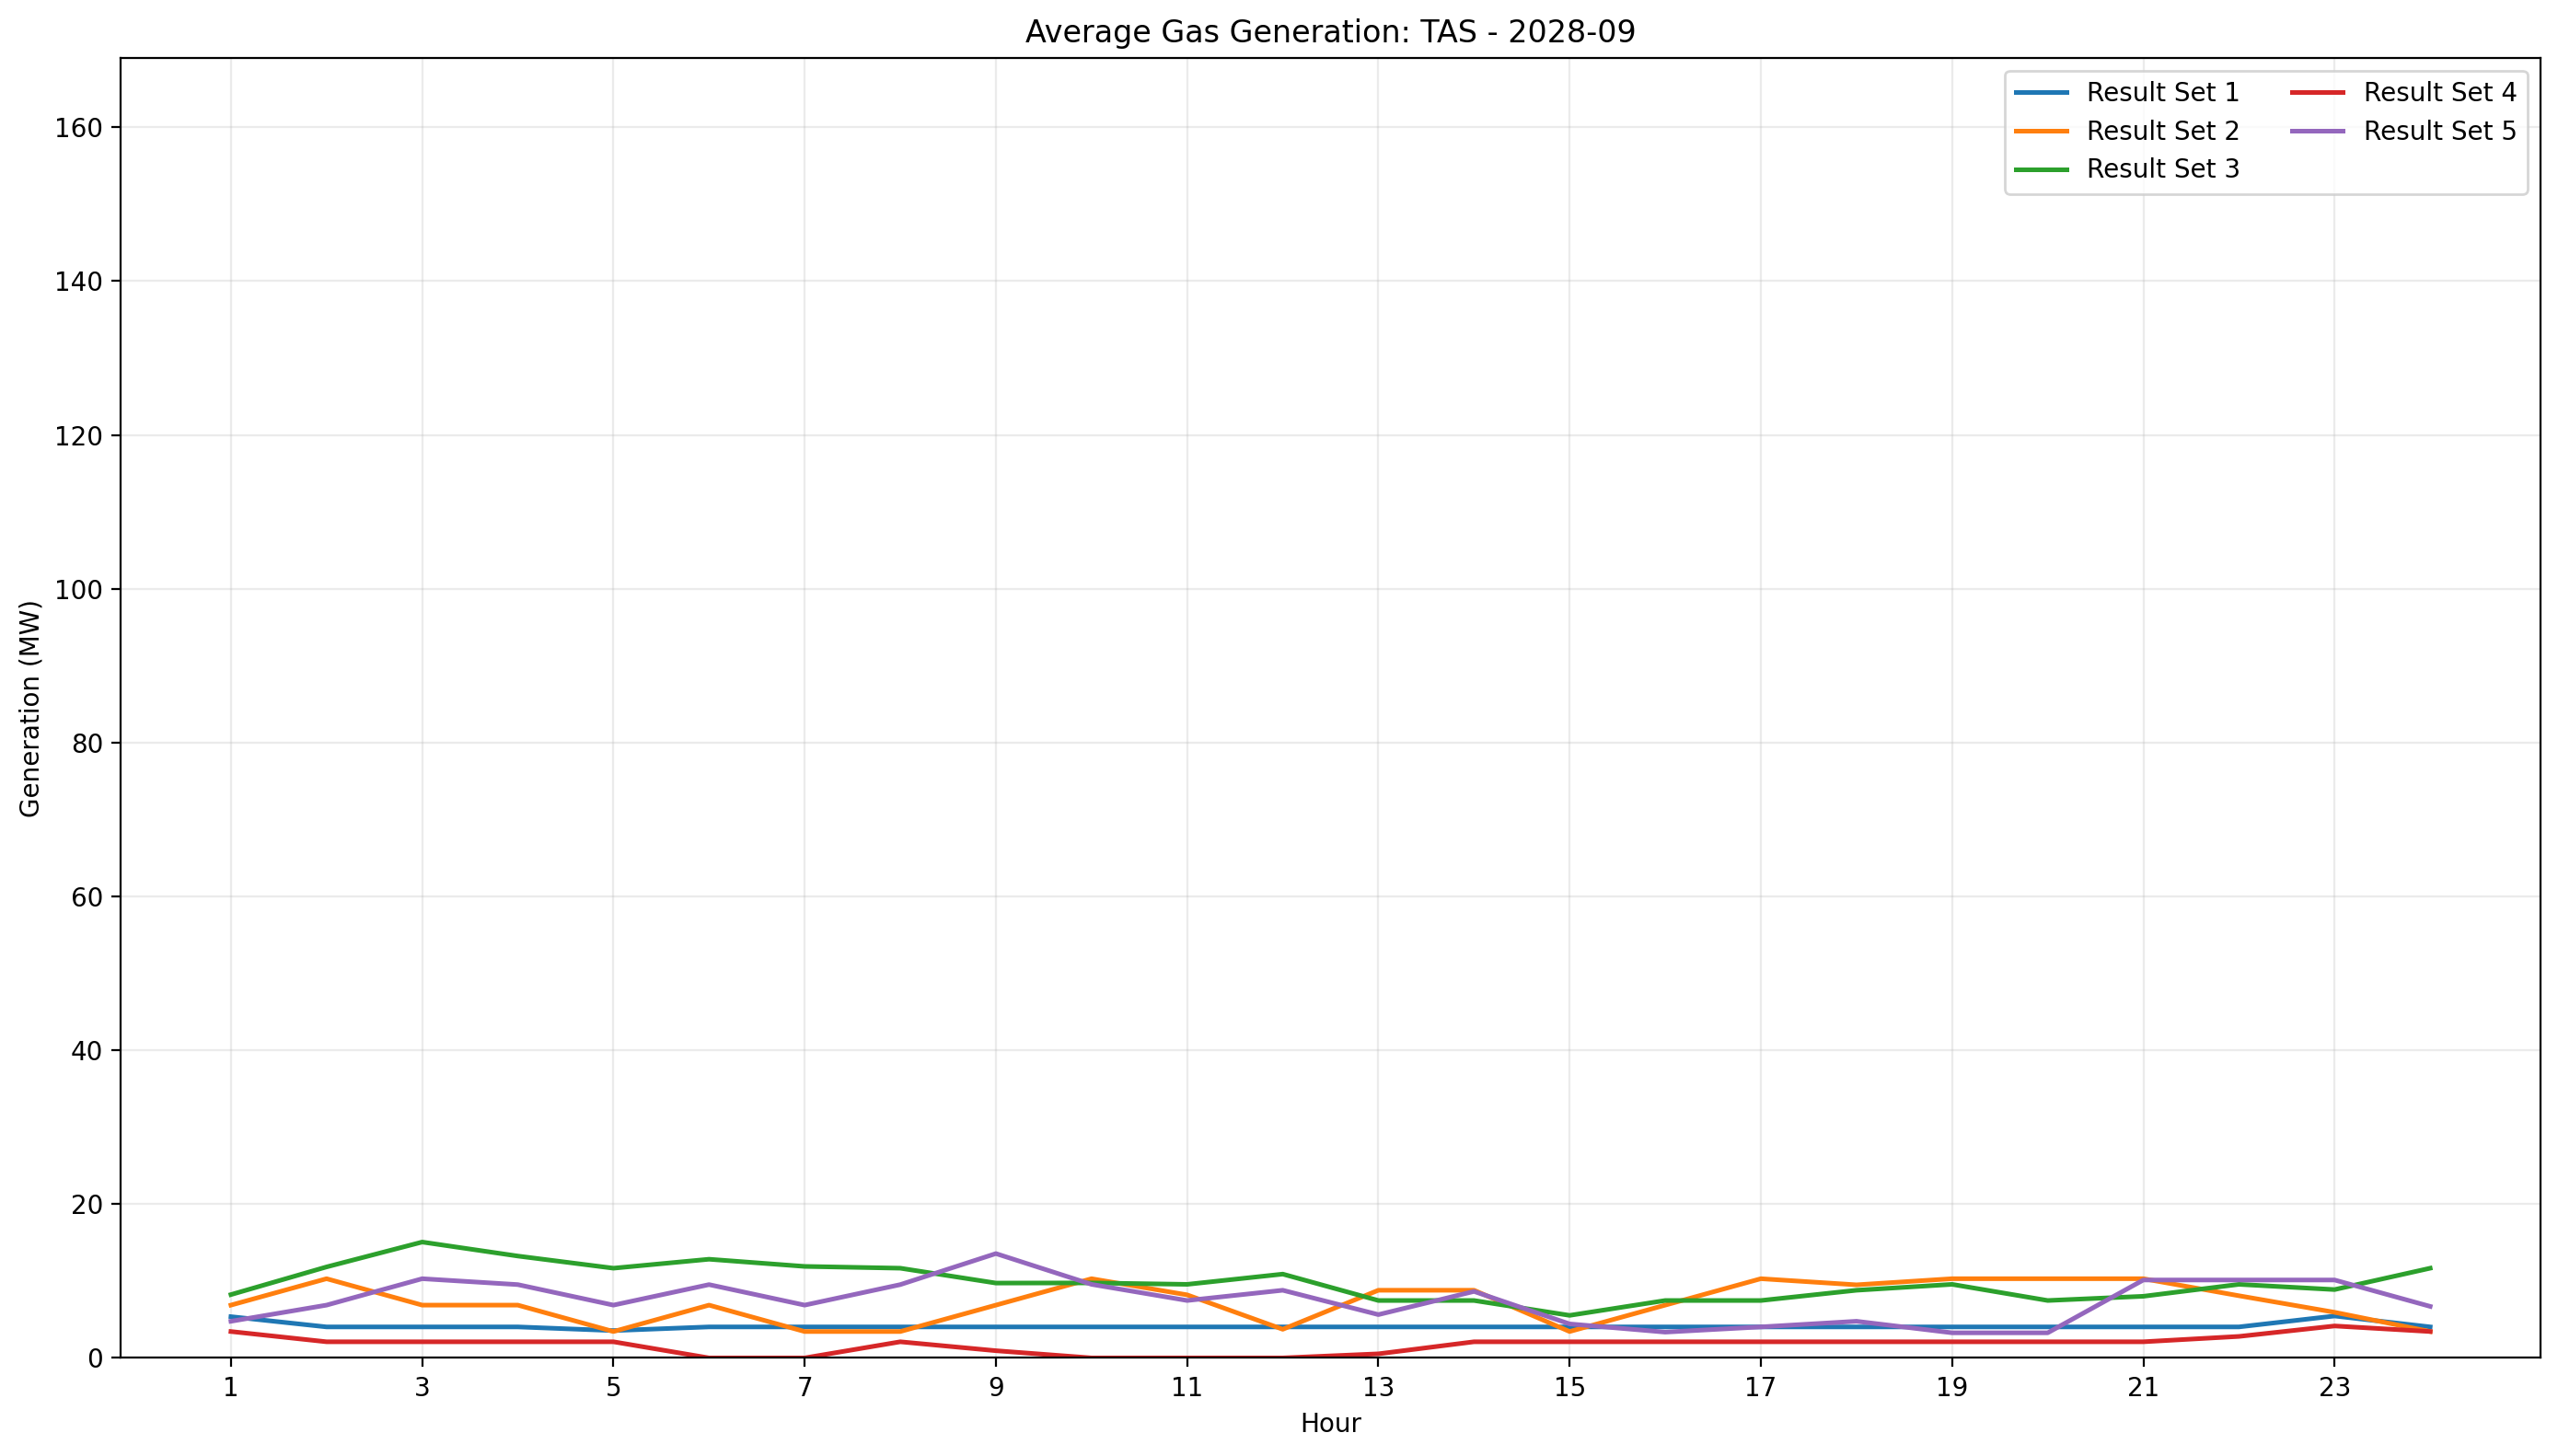 Average Gas Generation: TAS - 2028-09
Result Set 1
Result Set 2
Result Set 3
Result Set 4
Result Set 5
160
140
120
100
80
60
40
20
0
Generation (MW)
1 3 5 7 9 11 13 15 17 19 21 23
Hour